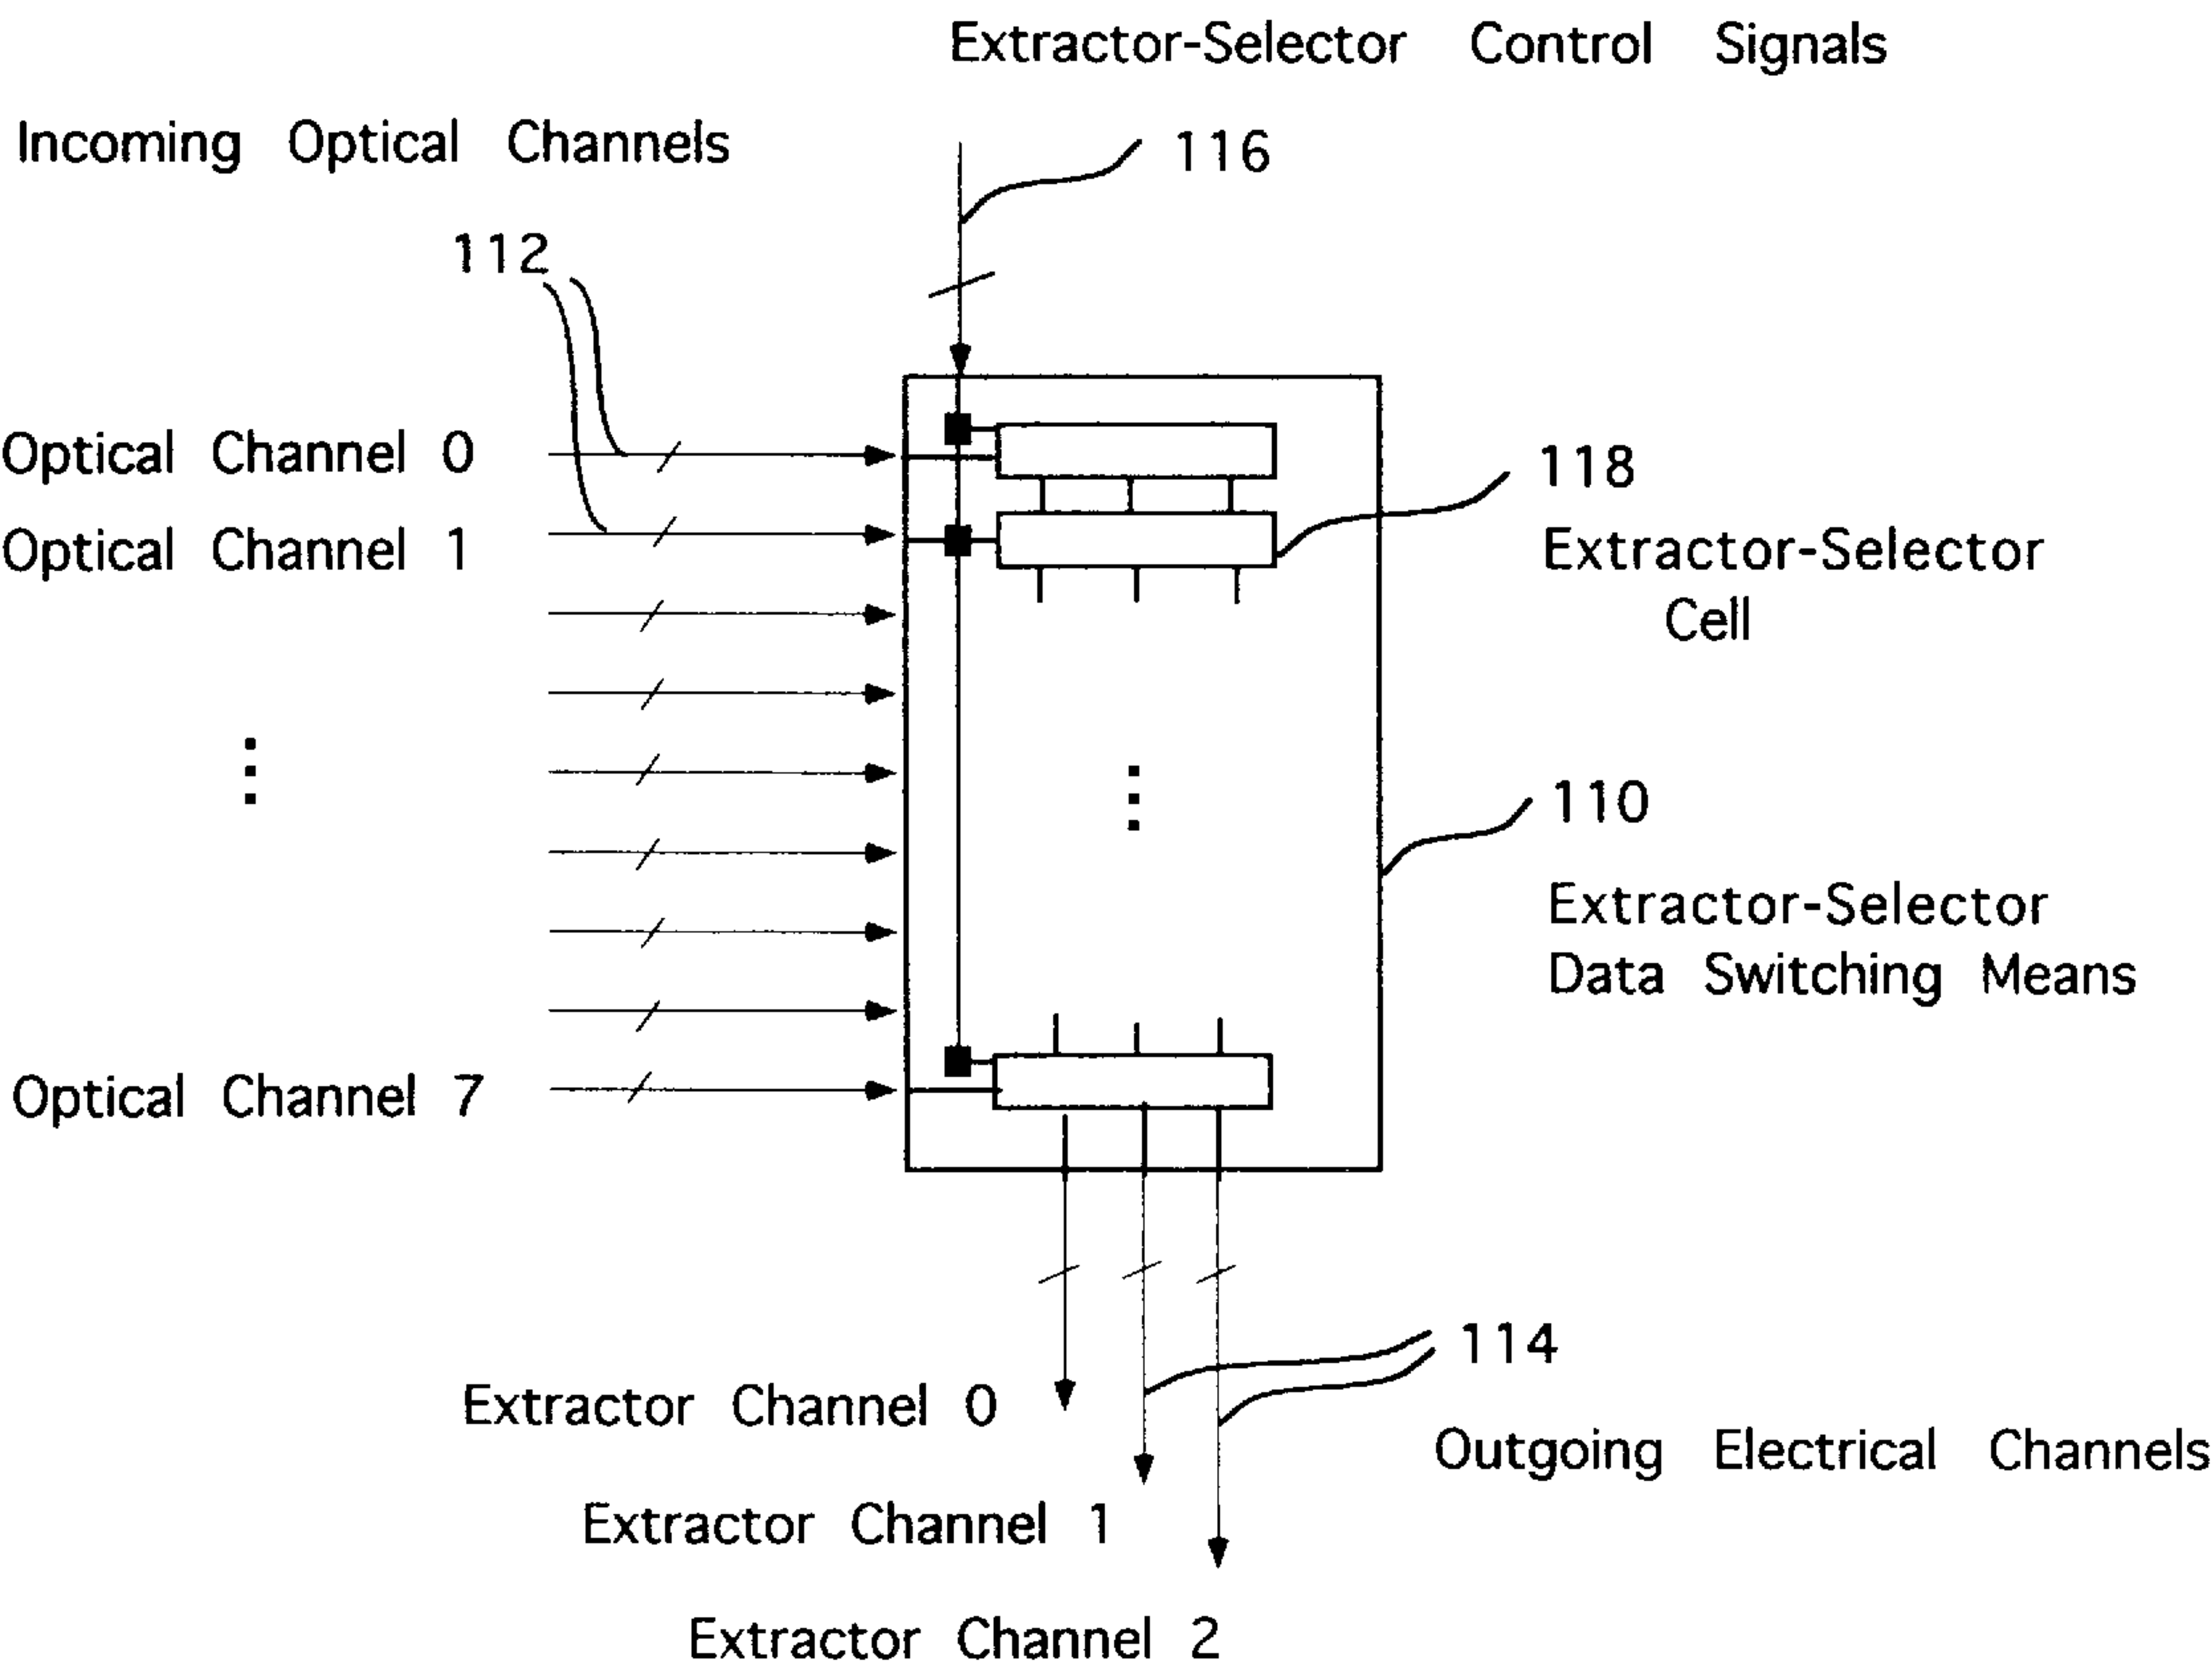 Extractor-Selector Control Signals
Incoming Optical Channels
116
112
Optical Channel 0
118
Optical Channel 1
Extractor-Selector
Cell
110
Extractor-Selector
Data Switching Means
Optical Channel 7
114
Extractor Channel 0
Outgoing Electrical Channels
Extractor Channel 1
Extractor Channel 2